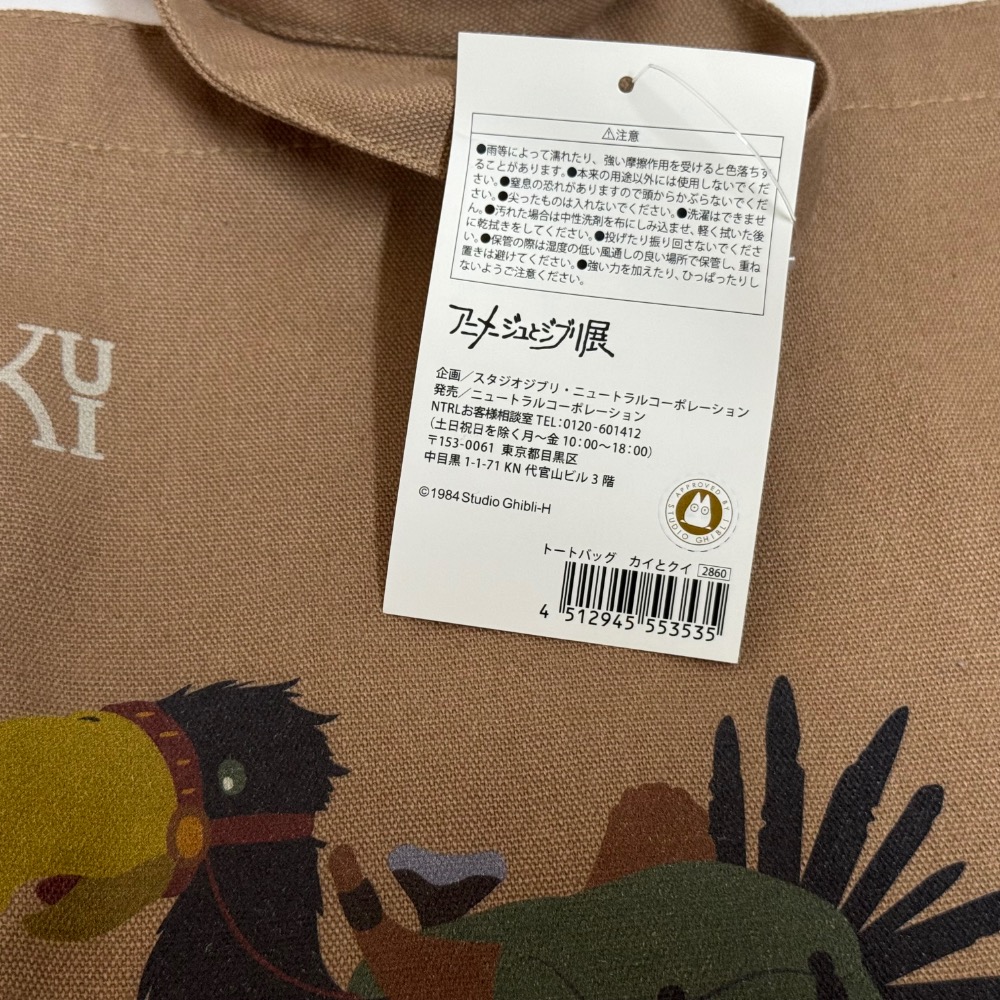 ⚠注意
●雨等によって濡れたり、強い摩擦作用を受けると色落ちす
ることがあります。●本来の用途以外には使用しないでくだ
さい。●窒息の恐れがありますので頭からかぶらないでくだ
さい。●尖ったものは入れないでください。●洗濯はできませ
ん。●汚れた場合は中性洗剤を布にしみ込ませ、軽く拭いた後
に乾拭きをしてください。●投げたり振り回さないでくださ
い。●保管の際は湿度の低い風通しの良い場所で保管し、重ね
置きは避けてください。●強い力を加えたり、ひっぱったりし
ないようご注意ください。
アニメージュとジブリ展
企画／スタジオジブリ・ニュートラルコーポレーション
発売／ニュートラルコーポレーション
NTRLお客様相談室 TEL:0120-601412
(土日祝日を除く月〜金 10:00〜18:00)
〒153-0061 東京都目黒区
中目黒 1-1-71 KN 代官山ビル 3 階
©1984 Studio Ghibli-H
APPROVED BY STUDIO GHIBLI
トートバッグ カイとクイ 2860
4 512945 553535
KU
I